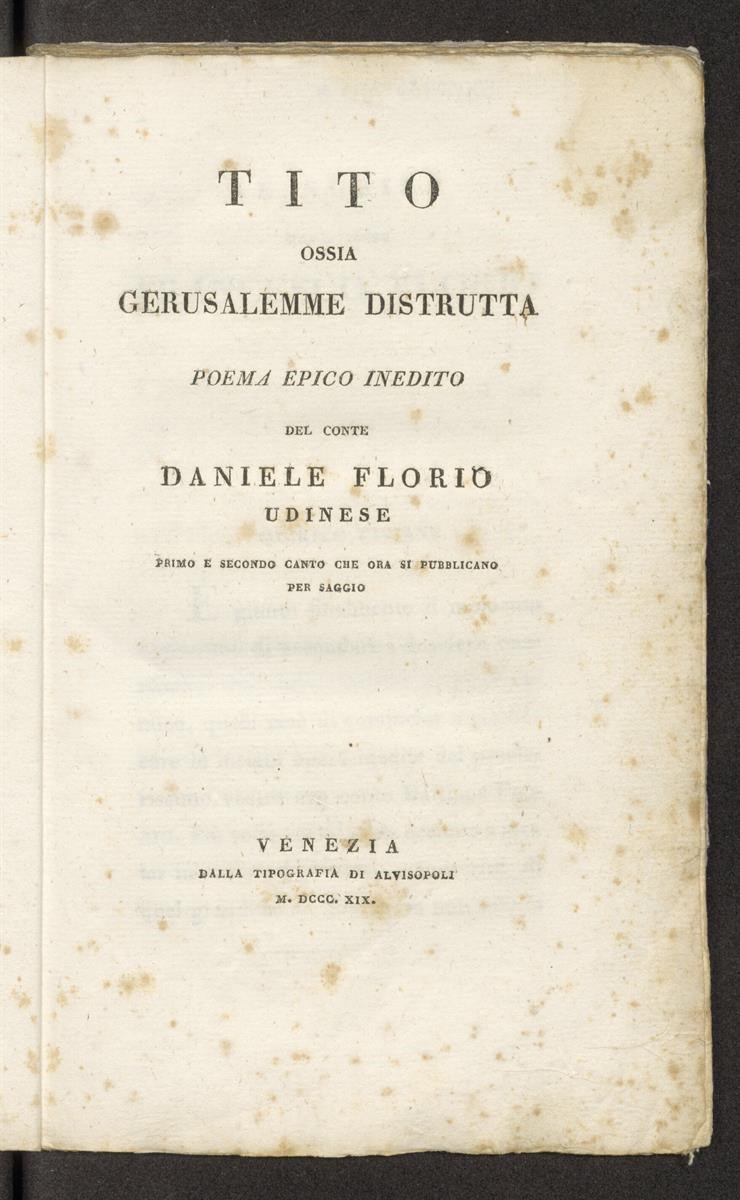 TITO
OSSIA
GERUSALEMME DISTRUTTA
POEMA EPICO INEDITO
DEL CONTE
DANIELE FLORIO
UDINESE
PRIMO E SECONDO CANTO CHE ORA SI PUBBLICANO
PER SAGGIO
VENEZIA
DALLA TIPOGRAFIA DI ALVISOPOLI
M. DCCC. XIX.